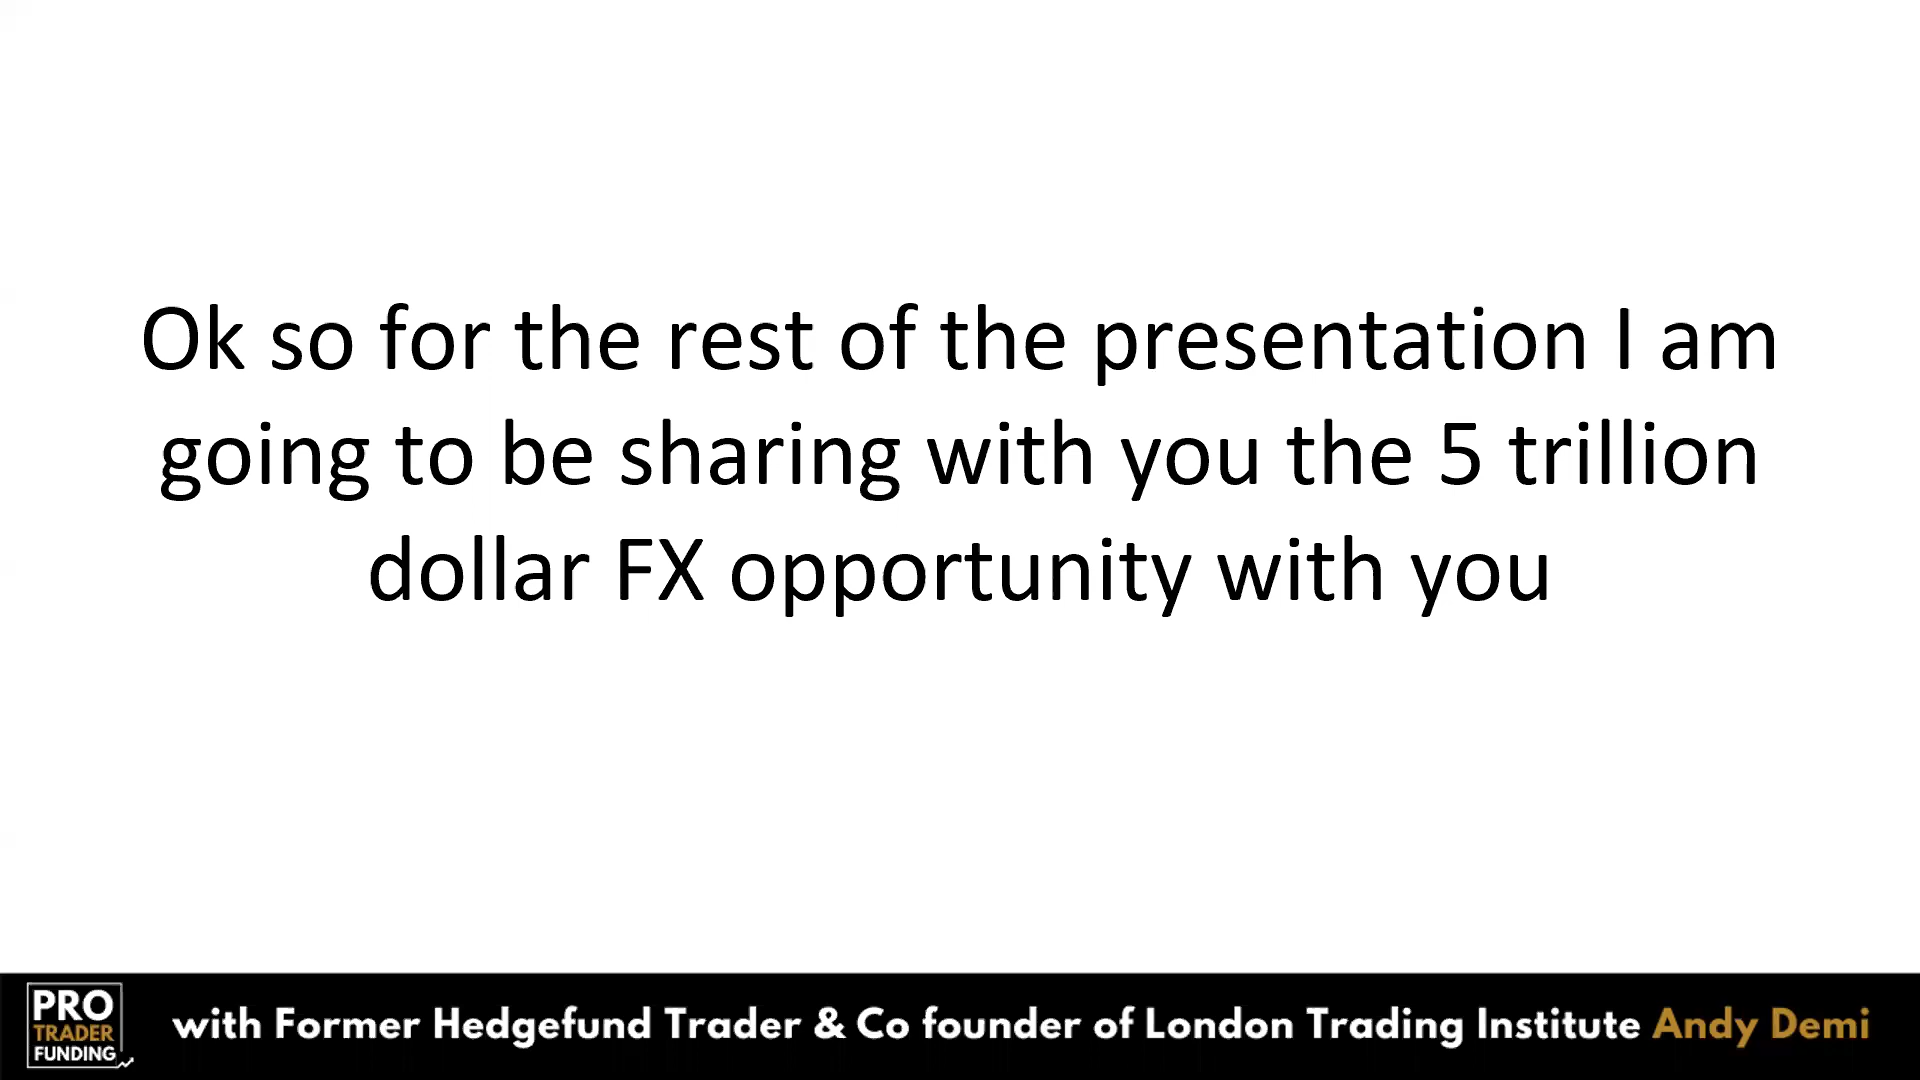 Ok so for the rest of the presentation I am
going to be sharing with you the 5 trillion
dollar FX opportunity with you
PRO
TRADER
FUNDING
with Former Hedgefund Trader & Co founder of London Trading Institute Andy Demi